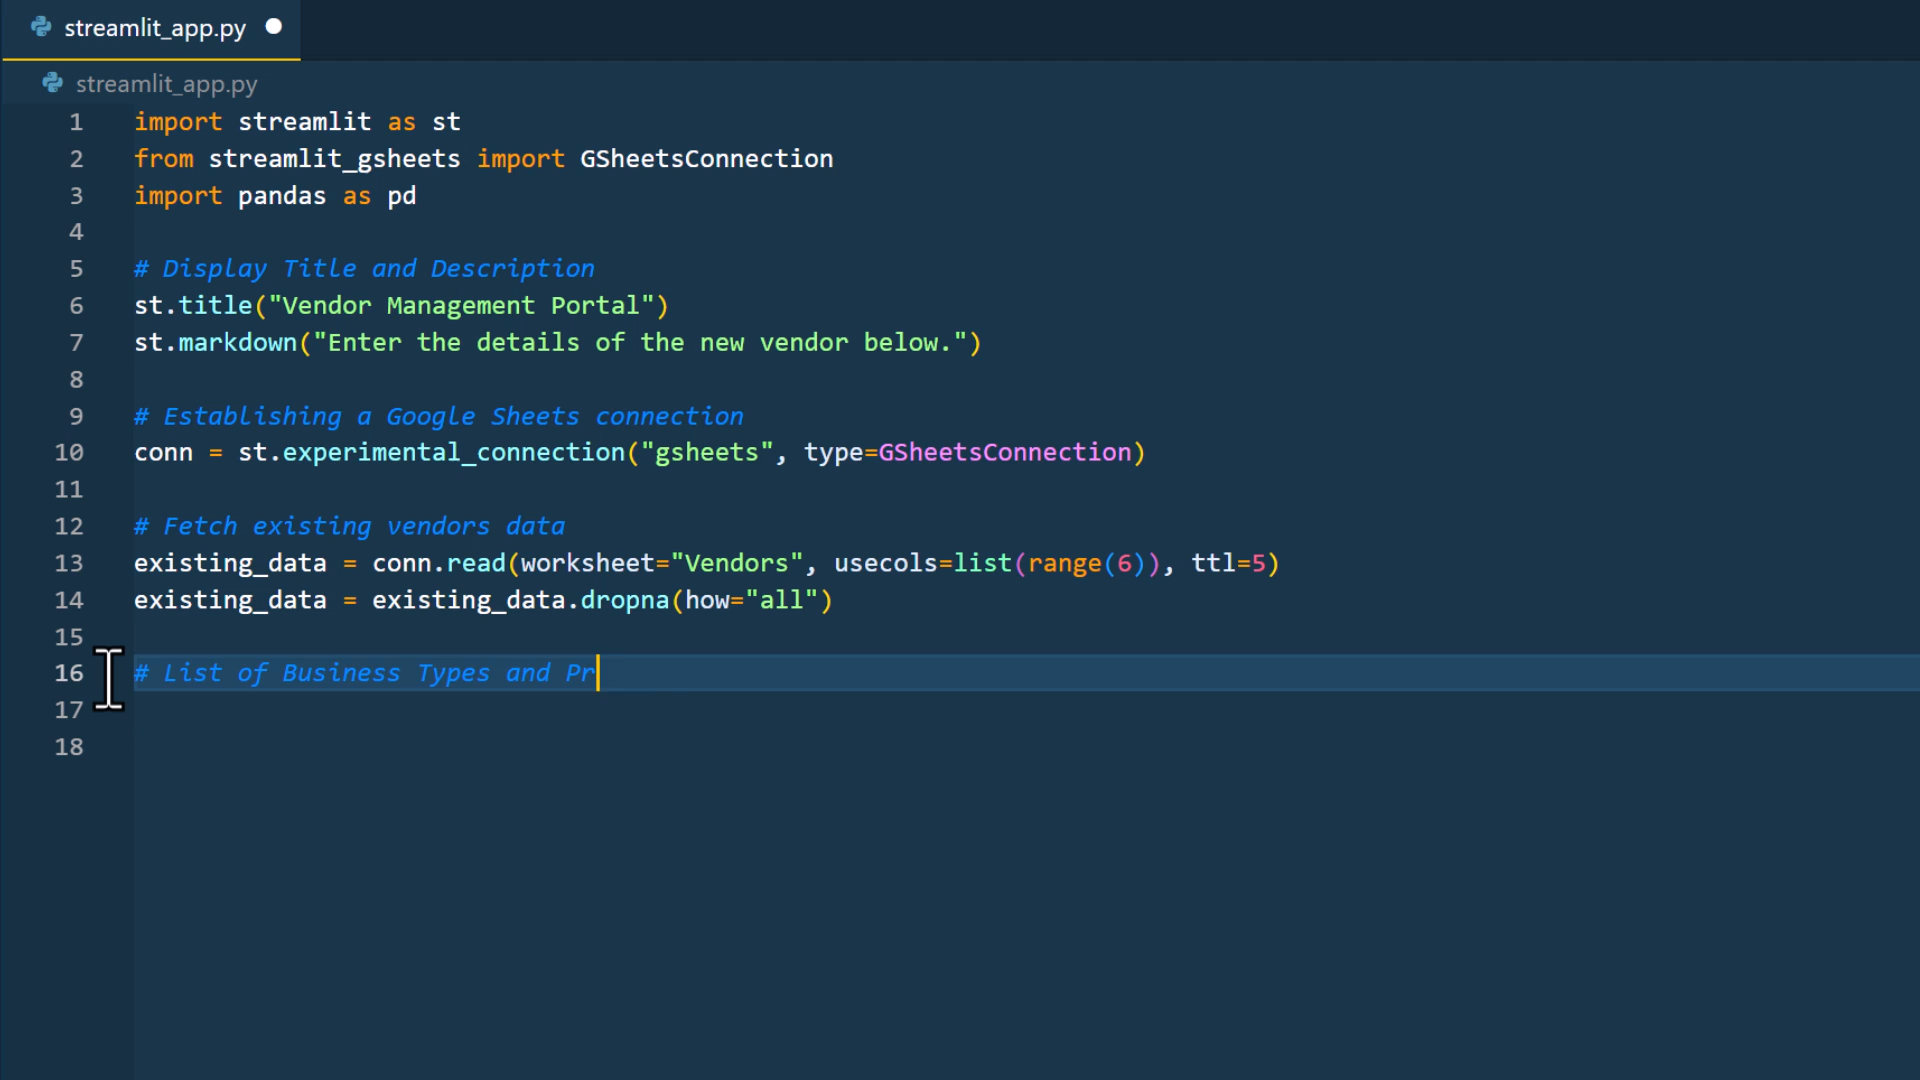 streamlit_app.py
streamlit_app.py
1 import streamlit as st
2 from streamlit_gsheets import GSheetsConnection
3 import pandas as pd
4
5 # Display Title and Description
6 st.title("Vendor Management Portal")
7 st.markdown("Enter the details of the new vendor below.")
8
9 # Establishing a Google Sheets connection
10 conn = st.experimental_connection("gsheets", type=GSheetsConnection)
11
12 # Fetch existing vendors data
13 existing_data = conn.read(worksheet="Vendors", usecols=list(range(6)), ttl=5)
14 existing_data = existing_data.dropna(how="all")
15
16 # List of Business Types and Pr
17
18